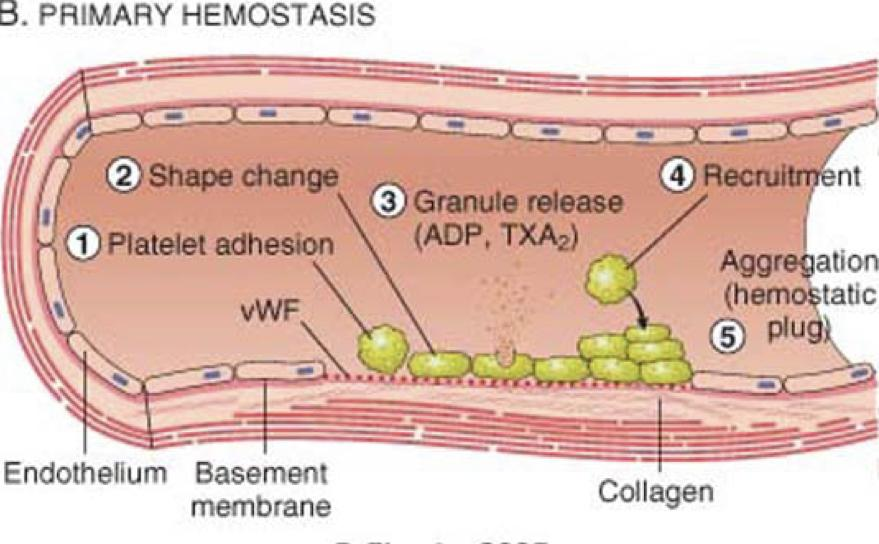 B. PRIMARY HEMOSTASIS
2 Shape change
4 Recruitment
3 Granule release
(ADP, TXA₂)
1 Platelet adhesion
Aggregation
(hemostatic
5 plug)
vWF
Endothelium
Basement
membrane
Collagen